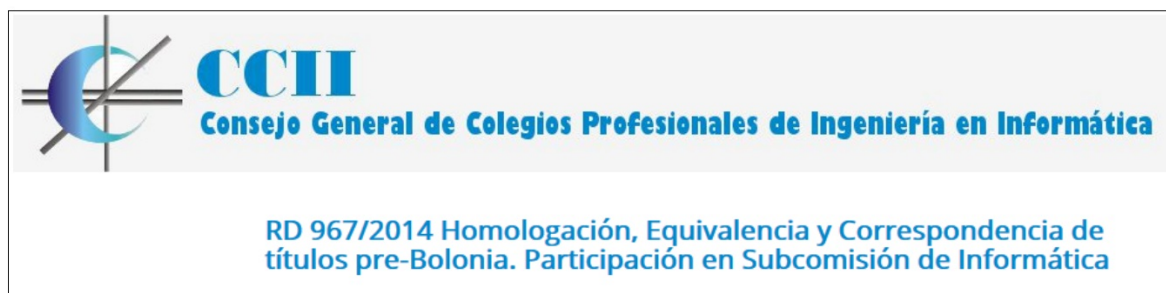 CCII
Consejo General de Colegios Profesionales de Ingeniería en Informática
RD 967/2014 Homologación, Equivalencia y Correspondencia de
títulos pre-Bolonia. Participación en Subcomisión de Informática